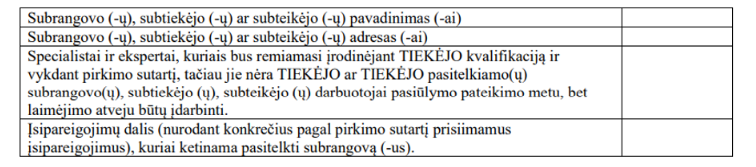 Subrangovo (-ų), subtiekėjo (-ų) ar subteikėjo (-ų) pavadinimas (-ai)
Subrangovo (-ų), subtiekėjo (-ų) ar subteikėjo (-ų) adresas (-ai)
Specialistai ir ekspertai, kuriais bus remiamasi įrodinėjant TIEKĖJO kvalifikaciją ir
vykdant pirkimo sutartį, tačiau jie nėra TIEKĖJO ar TIEKĖJO pasitelkiamo(ų)
subrangovo(ų), subtiekėjo (ų), subteikėjo (ų) darbuotojai pasiūlymo pateikimo metu, bet
laimėjimo atveju būtų įdarbinti.
Įsipareigojimų dalis (nurodant konkrečius pagal pirkimo sutartį prisiimamus
įsipareigojimus), kuriai ketinama pasitelkti subrangovą (-us).